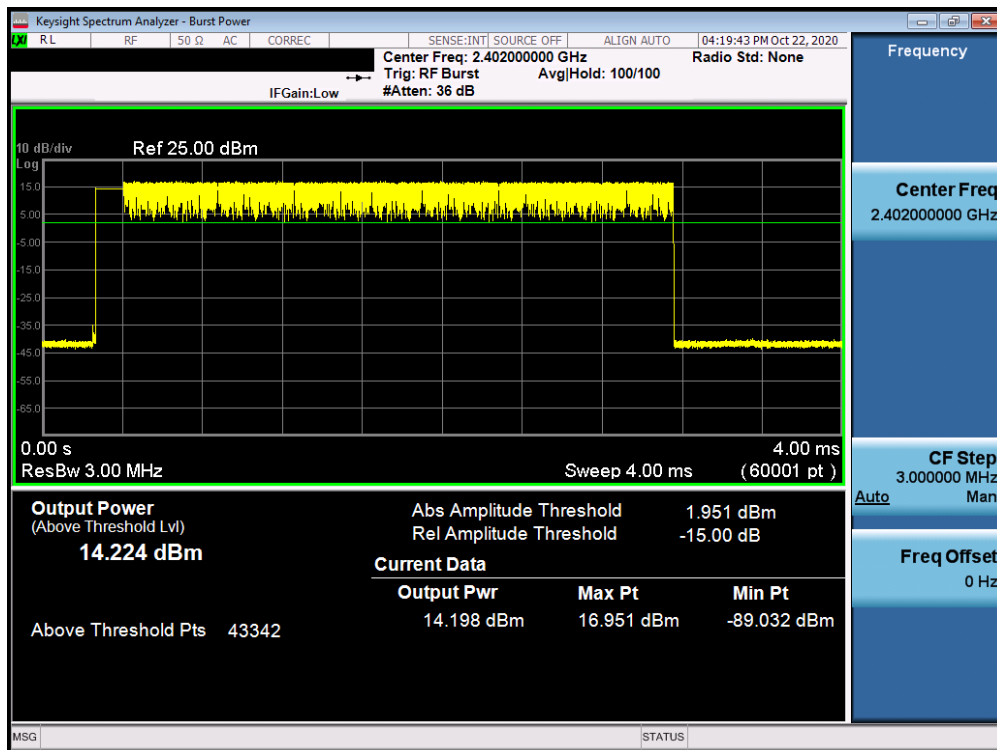 Keysight Spectrum Analyzer - Burst Power
LXI RL RF 50 Ω AC CORREC SENSE:INT SOURCE OFF ALIGN AUTO 04:19:43 PM Oct 22, 2020
Center Freq: 2.402000000 GHz Radio Std: None
Trig: RF Burst Avg|Hold: 100/100
IFGain:Low #Atten: 36 dB
Frequency
10 dB/div Ref 25.00 dBm
Log
15.0
5.00
-5.00
-15.0
-25.0
-35.0
-45.0
-55.0
-65.0
0.00 s 4.00 ms
ResBw 3.00 MHz Sweep 4.00 ms (60001 pt)
Center Freq
2.402000000 GHz
CF Step
3.000000 MHz
Auto Man
Freq Offset
0 Hz
Output Power
(Above Threshold Lvl)
14.224 dBm
Abs Amplitude Threshold 1.951 dBm
Rel Amplitude Threshold -15.00 dB
Current Data
Output Pwr Max Pt Min Pt
14.198 dBm 16.951 dBm -89.032 dBm
Above Threshold Pts 43342
MSG STATUS